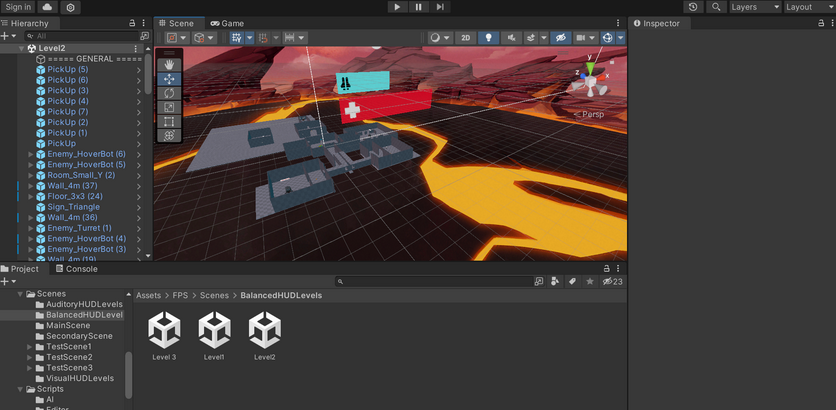 Sign in
Layers
Layout
Hierarchy
Scene
Game
Inspector
All
2D
Level2
===== GENERAL =====
PickUp (5)
PickUp (6)
PickUp (3)
PickUp (4)
PickUp (7)
PickUp (2)
PickUp (1)
PickUp
Enemy_HoverBot (6)
Enemy_HoverBot (5)
Room_Small_Y (2)
Wall_4m (37)
Floor_3x3 (24)
Sign_Triangle
Wall_4m (36)
Enemy_Turret (1)
Enemy_HoverBot (4)
Enemy_HoverBot (3)
Wall_4m (19)
y
z
x
Persp
Project
Console
23
Scenes
AuditoryHUDLevels
BalancedHUDLevel
MainScene
SecondaryScene
TestScene1
TestScene2
TestScene3
VisualHUDLevels
Scripts
AI
Editor
Assets > FPS > Scenes > BalancedHUDLevels
Level 3
Level1
Level2